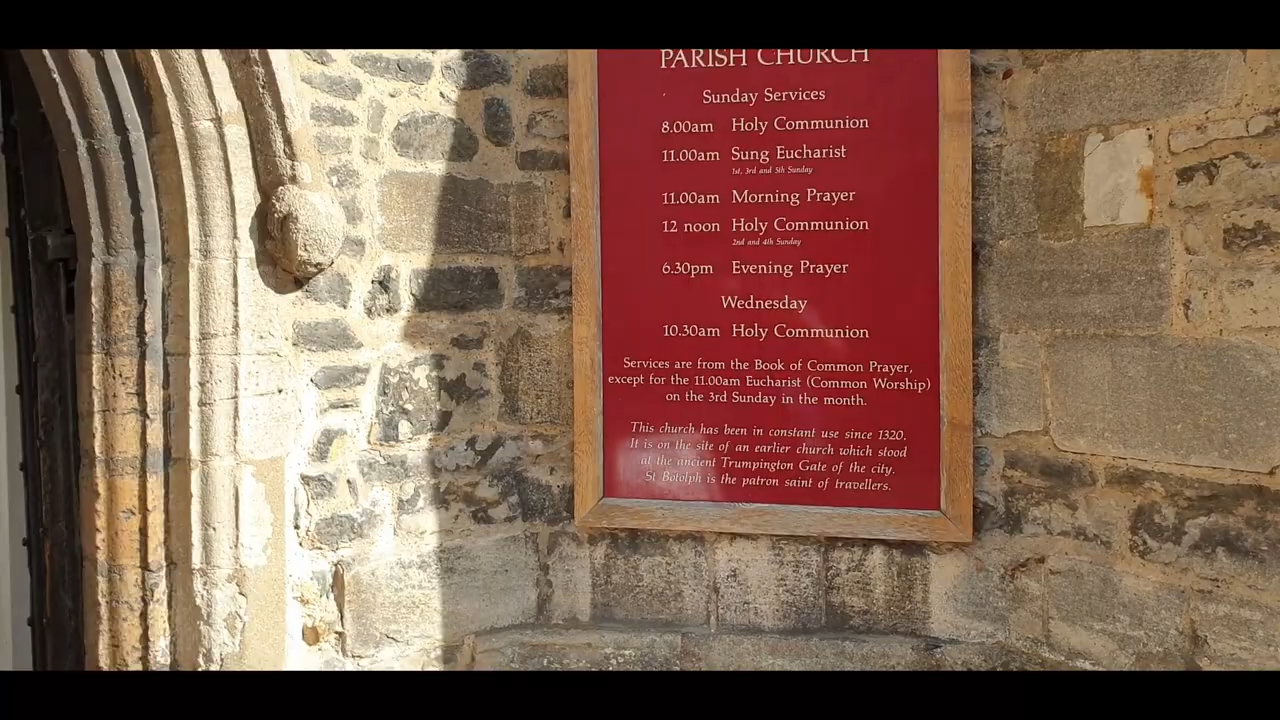 PARISH CHURCH
Sunday Services
8.00am Holy Communion
11.00am Sung Eucharist
1st, 3rd and 5th Sunday
11.00am Morning Prayer
12 noon Holy Communion
2nd and 4th Sunday
6.30pm Evening Prayer
Wednesday
10.30am Holy Communion
Services are from the Book of Common Prayer,
except for the 11.00am Eucharist (Common Worship)
on the 3rd Sunday in the month.
This church has been in constant use since 1320.
It is on the site of an earlier church which stood
at the ancient Trumpington Gate of the city.
St Botolph is the patron saint of travellers.